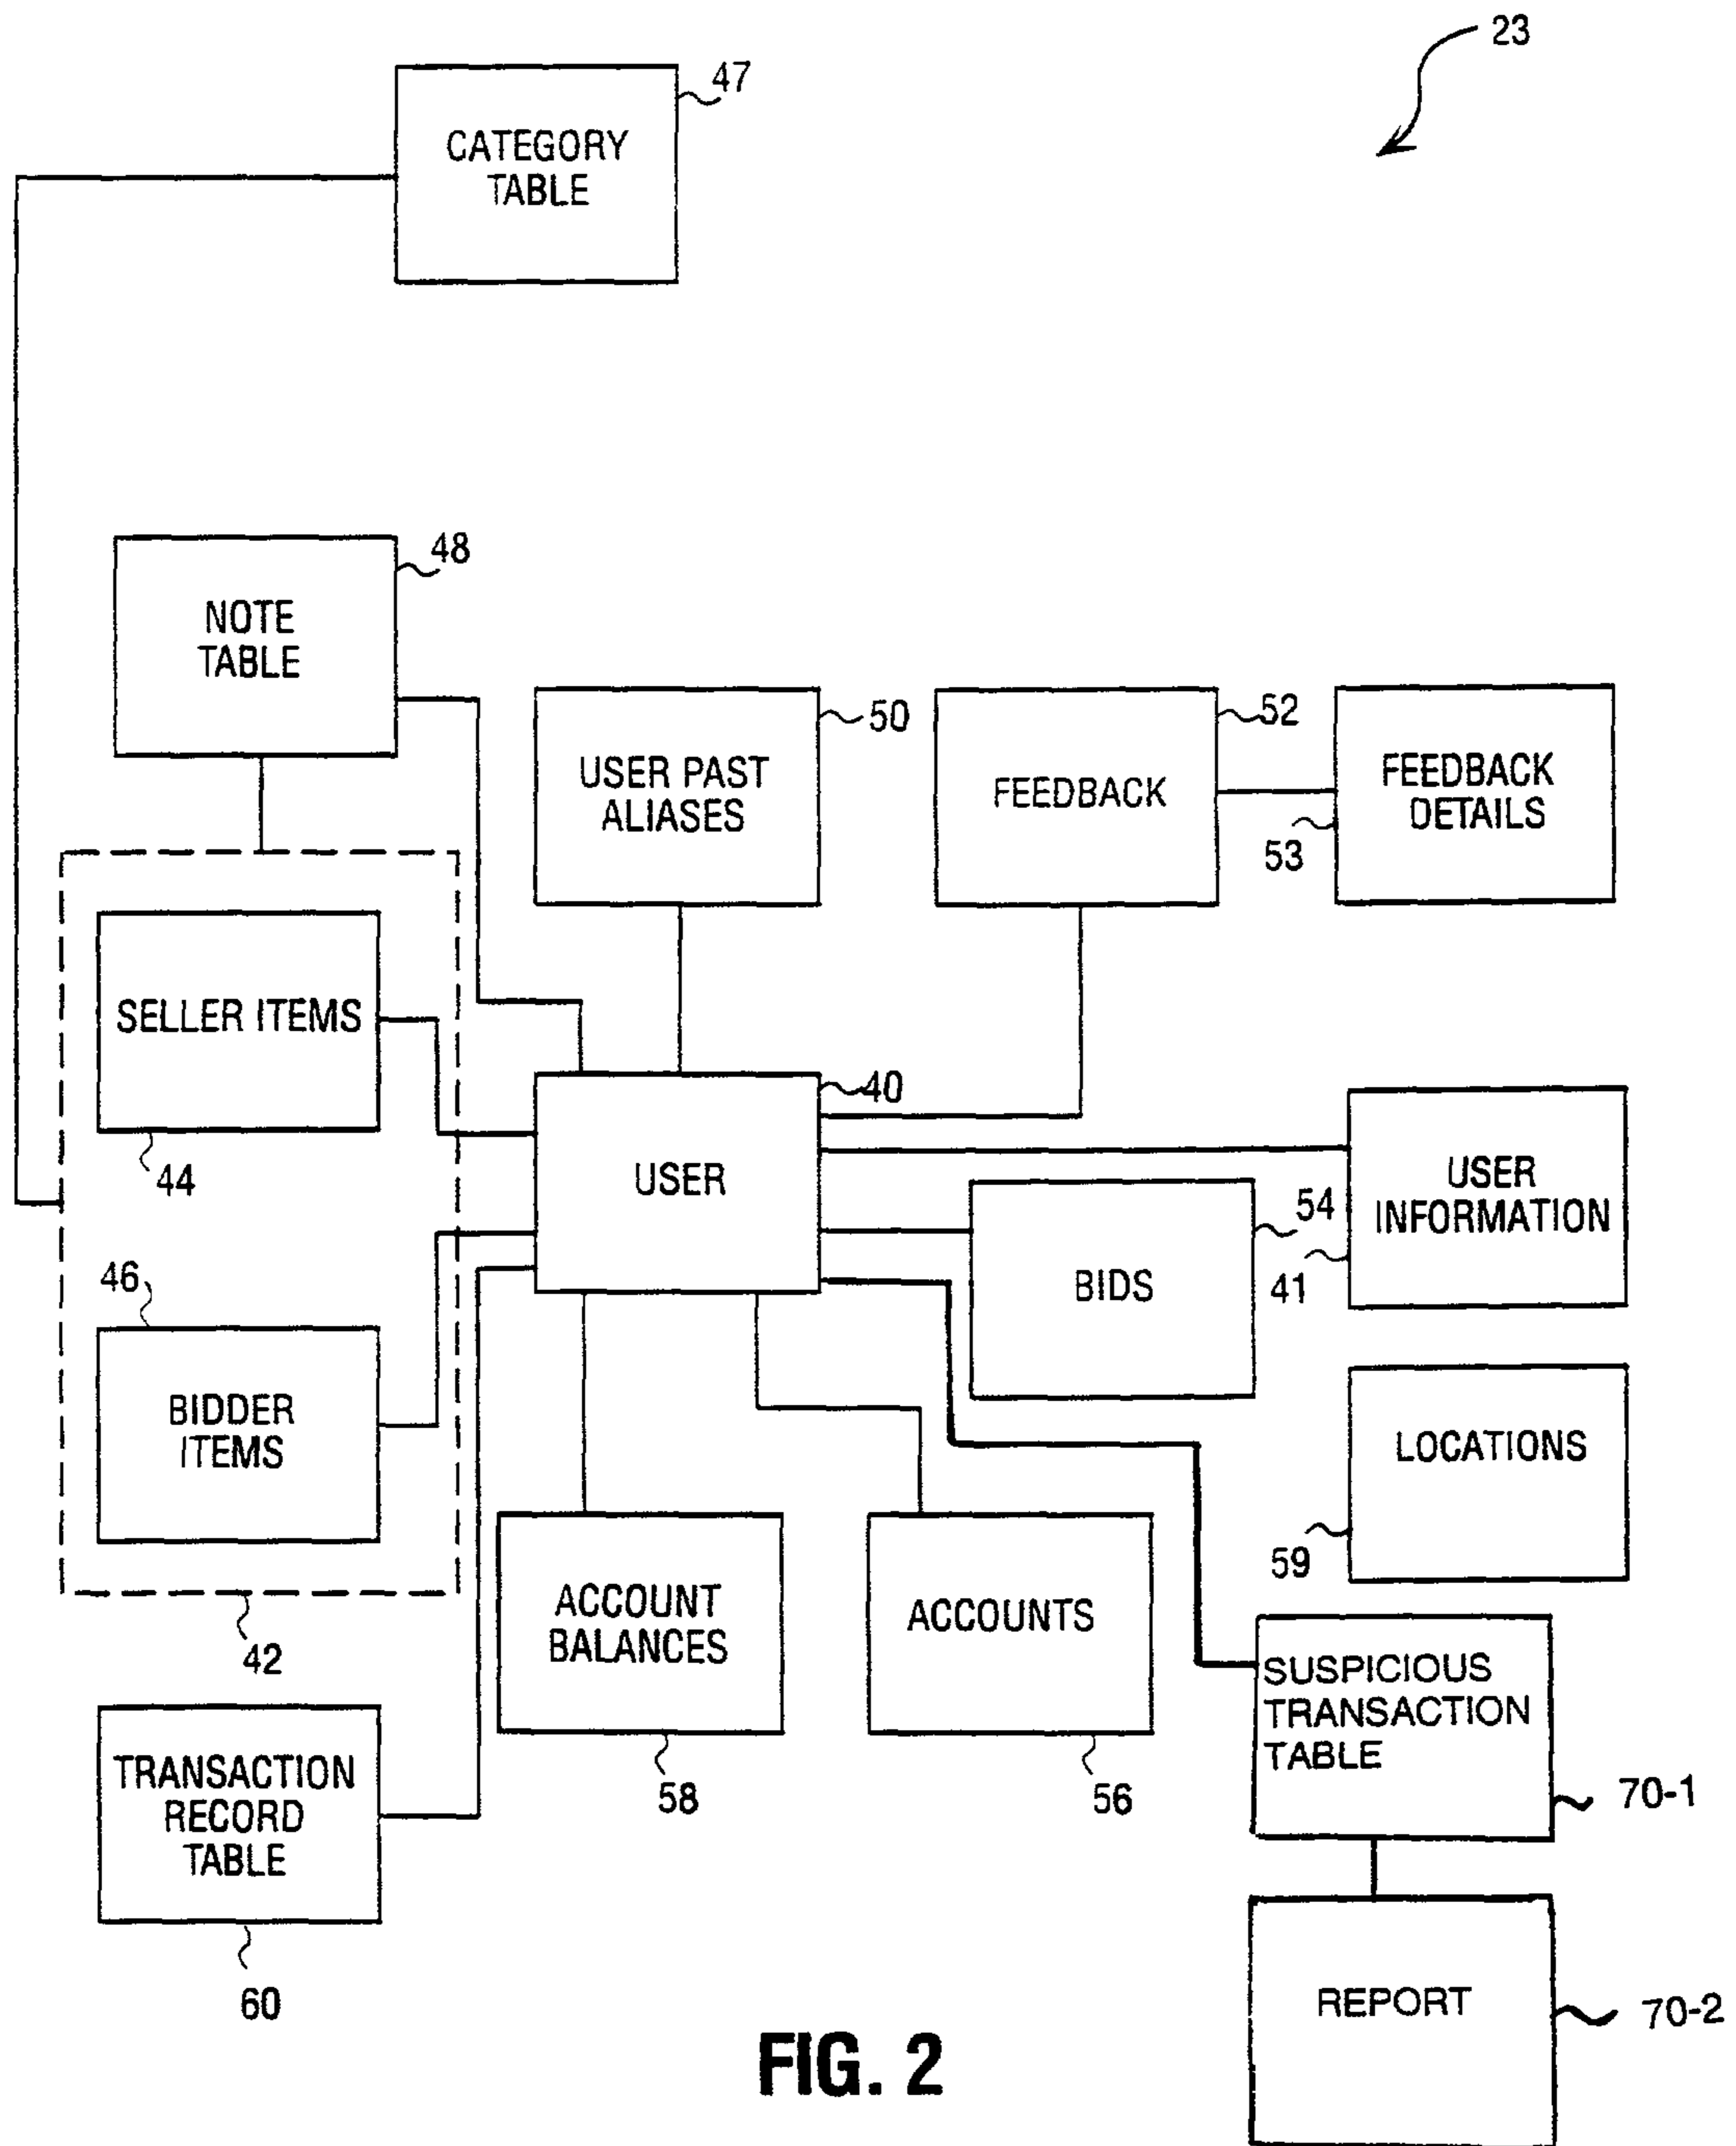 23
47
CATEGORY
TABLE
48
NOTE
TABLE
50
USER PAST
ALIASES
52
FEEDBACK
FEEDBACK
DETAILS
53
SELLER ITEMS
44
40
USER
USER
INFORMATION
41
54
BIDS
46
BIDDER
ITEMS
42
LOCATIONS
59
ACCOUNT
BALANCES
58
ACCOUNTS
56
SUSPICIOUS
TRANSACTION
TABLE
70-1
TRANSACTION
RECORD
TABLE
60
REPORT
70-2
FIG. 2